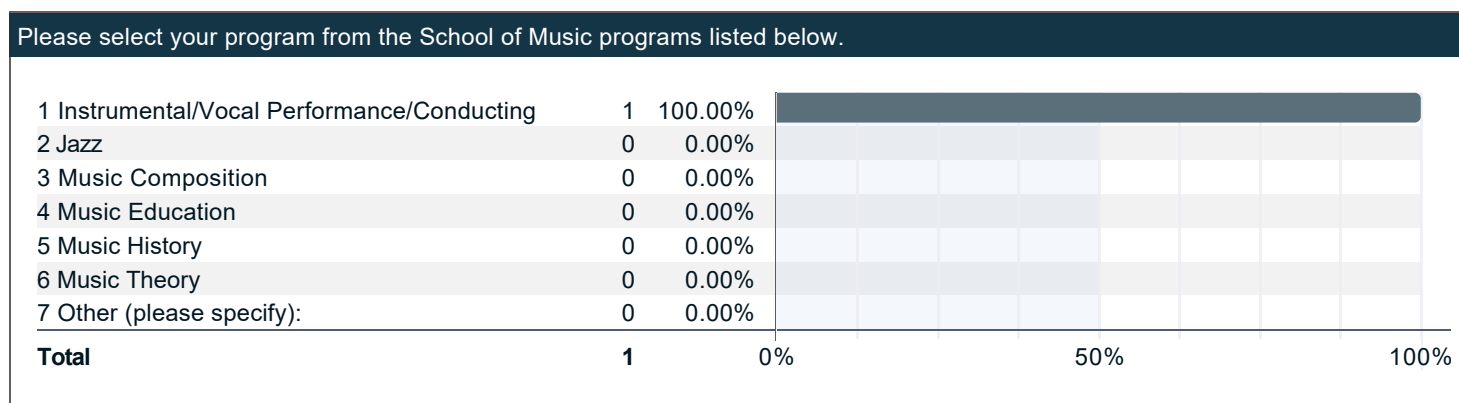 Please select your program from the School of Music programs listed below.
1 Instrumental/Vocal Performance/Conducting 1 100.00%
2 Jazz 0 0.00%
3 Music Composition 0 0.00%
4 Music Education 0 0.00%
5 Music History 0 0.00%
6 Music Theory 0 0.00%
7 Other (please specify): 0 0.00%
Total 1 0% 50% 100%